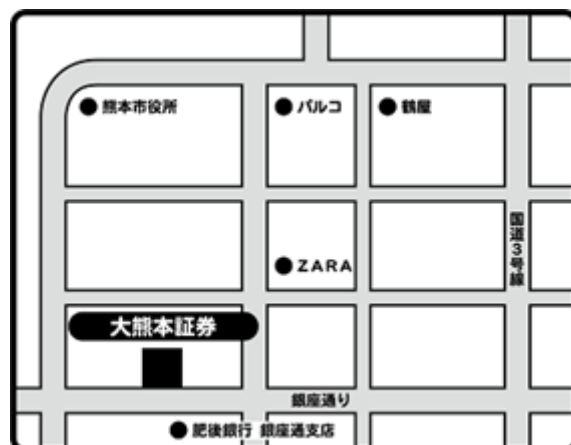 熊本市役所
パルコ
鶴屋
国道3号線
ZARA
大熊本証券
銀座通り
肥後銀行 銀座通支店